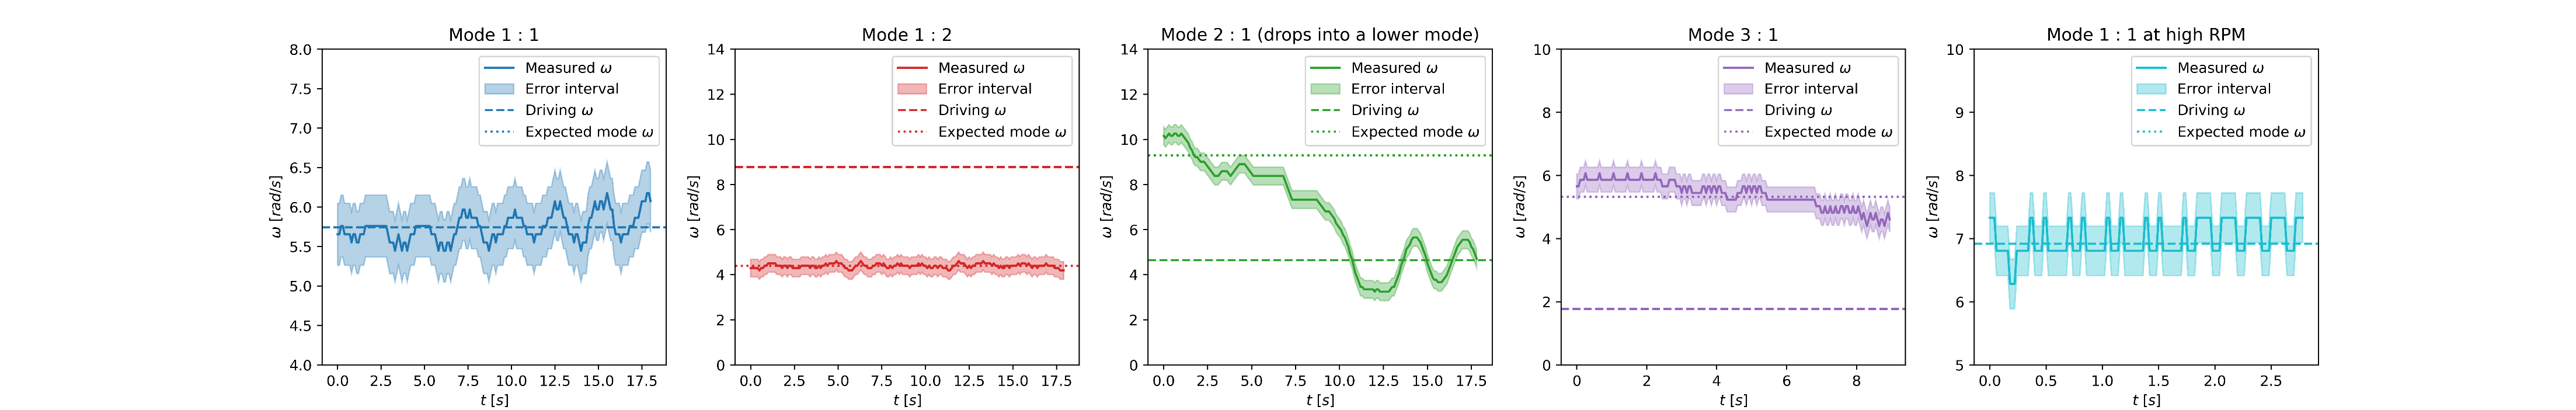 Mode 1 : 1
Measured ω
Error interval
Driving ω
Expected mode ω
ω [rad/s]
8.0
7.5
7.0
6.5
6.0
5.5
5.0
4.5
4.0
0.0 2.5 5.0 7.5 10.0 12.5 15.0 17.5
t [s]
Mode 1 : 2
Measured ω
Error interval
Driving ω
Expected mode ω
ω [rad/s]
14
12
10
8
6
4
2
0
0.0 2.5 5.0 7.5 10.0 12.5 15.0 17.5
t [s]
Mode 2 : 1 (drops into a lower mode)
Measured ω
Error interval
Driving ω
Expected mode ω
ω [rad/s]
14
12
10
8
6
4
2
0
0.0 2.5 5.0 7.5 10.0 12.5 15.0 17.5
t [s]
Mode 3 : 1
Measured ω
Error interval
Driving ω
Expected mode ω
ω [rad/s]
10
8
6
4
2
0
0 2 4 6 8
t [s]
Mode 1 : 1 at high RPM
Measured ω
Error interval
Driving ω
Expected mode ω
ω [rad/s]
10
9
8
7
6
5
0.0 0.5 1.0 1.5 2.0 2.5
t [s]